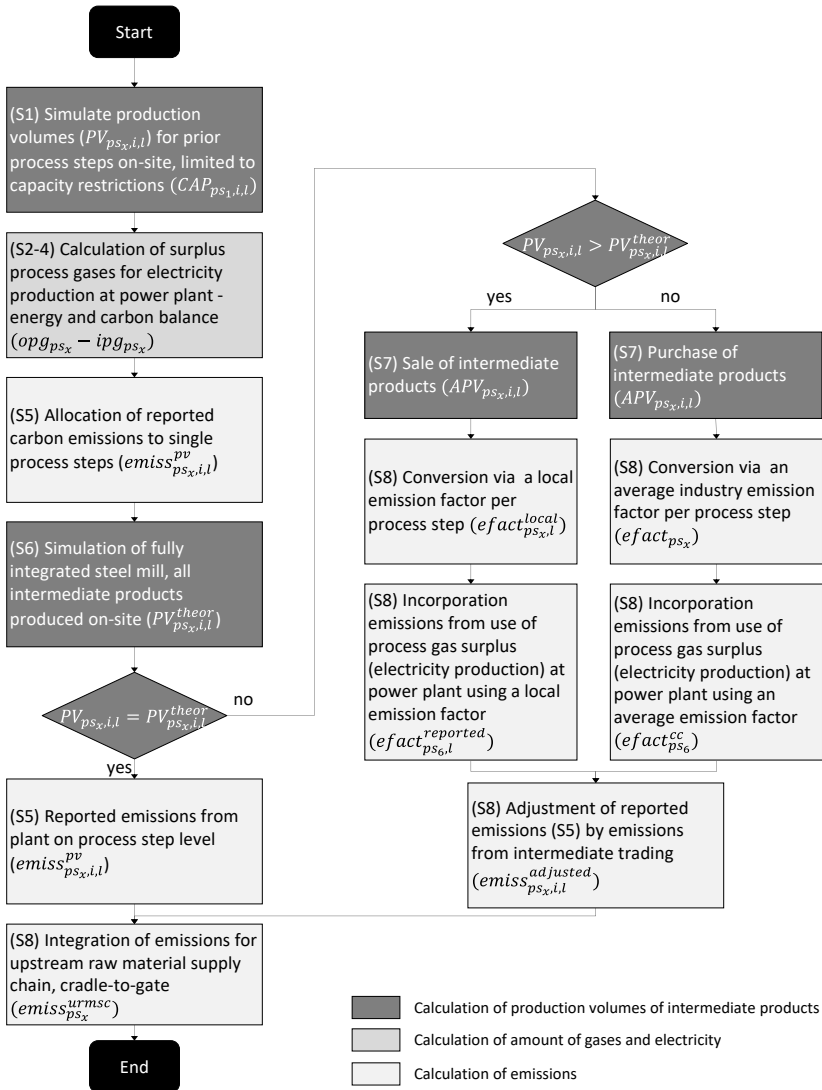 Start
(S1) Simulate production
volumes (PV_{ps_x,i,l}) for prior
process steps on-site, limited to
capacity restrictions (CAP_{ps_1,i,l})
(S2-4) Calculation of surplus
process gases for electricity
production at power plant -
energy and carbon balance
(opg_{ps_x} − ipg_{ps_x})
(S5) Allocation of reported
carbon emissions to single
process steps (emiss_{ps_x,i,l}^{pv})
(S6) Simulation of fully
integrated steel mill, all
intermediate products
produced on-site (PV_{ps_x,i,l}^{theor})
PV_{ps_x,i,l} = PV_{ps_x,i,l}^{theor}
no
yes
(S5) Reported emissions from
plant on process step level
(emiss_{ps_x,i,l}^{pv})
(S8) Integration of emissions for
upstream raw material supply
chain, cradle-to-gate
(emiss_{ps_x}^{urmsc})
End
PV_{ps_x,i,l} > PV_{ps_x,i,l}^{theor}
yes
no
(S7) Sale of intermediate
products (APV_{ps_x,i,l})
(S8) Conversion via a local
emission factor per
process step (efact_{ps_x,l}^{local})
(S8) Incorporation
emissions from use of
process gas surplus
(electricity production) at
power plant using a local
emission factor
(efact_{ps_6,l}^{reported})
(S7) Purchase of
intermediate products
(APV_{ps_x,i,l})
(S8) Conversion via an
average industry emission
factor per process step
(efact_{ps_x})
(S8) Incorporation
emissions from use of
process gas surplus
(electricity production) at
power plant using an
average emission factor
(efact_{ps_6}^{cc})
(S8) Adjustment of reported
emissions (S5) by emissions
from intermediate trading
(emiss_{ps_x,i,l}^{adjusted})
Calculation of production volumes of intermediate products
Calculation of amount of gases and electricity
Calculation of emissions